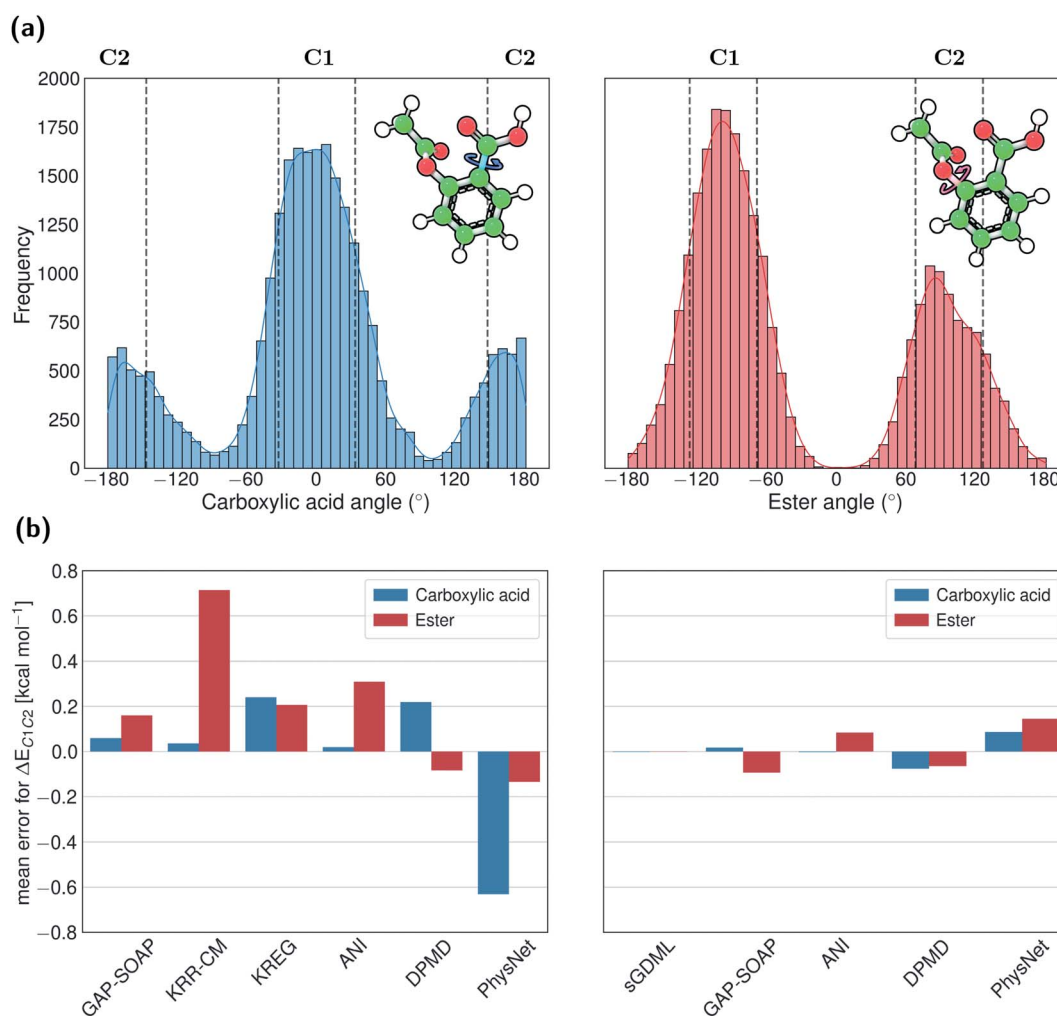 (a)
C2 C1 C2 C1 C2
2000
1750
1500
1250
1000
750
500
250
0
Frequency
−180 −120 −60 0 60 120 180
Carboxylic acid angle (°)
−180 −120 −60 0 60 120 180
Ester angle (°)
(b)
0.8
0.6
0.4
0.2
0.0
−0.2
−0.4
−0.6
−0.8
mean error for ΔE_C1C2 [kcal mol⁻¹]
Carboxylic acid
Ester
GAP-SOAP
KRR-CM
KREG
ANI
DPMD
PhysNet
Carboxylic acid
Ester
sGDML
GAP-SOAP
ANI
DPMD
PhysNet